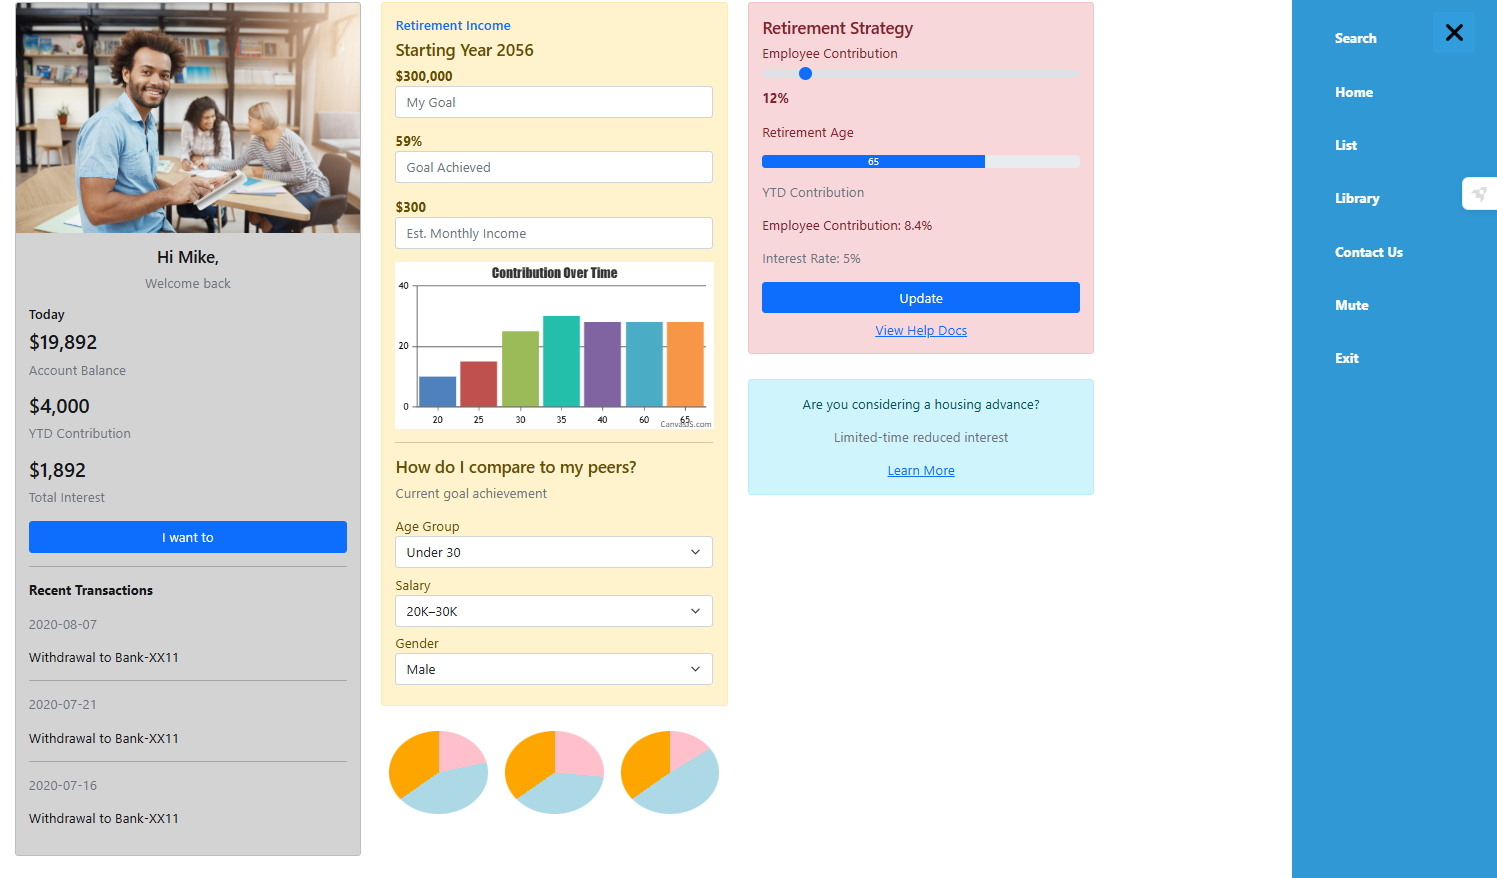 Hi Mike,
Welcome back
Today
$19,892
Account Balance
$4,000
YTD Contribution
$1,892
Total Interest
I want to
Recent Transactions
2020-08-07
Withdrawal to Bank-XX11
2020-07-21
Withdrawal to Bank-XX11
2020-07-16
Withdrawal to Bank-XX11
Retirement Income
Starting Year 2056
$300,000
My Goal
59%
Goal Achieved
$300
Est. Monthly Income
Contribution Over Time
40
20
0
20 25 30 35 40 60 65
CanvasJS.com
How do I compare to my peers?
Current goal achievement
Age Group
Under 30
Salary
20K–30K
Gender
Male
Retirement Strategy
Employee Contribution
12%
Retirement Age
65
YTD Contribution
Employee Contribution: 8.4%
Interest Rate: 5%
Update
View Help Docs
Are you considering a housing advance?
Limited-time reduced interest
Learn More
Search
Home
List
Library
Contact Us
Mute
Exit